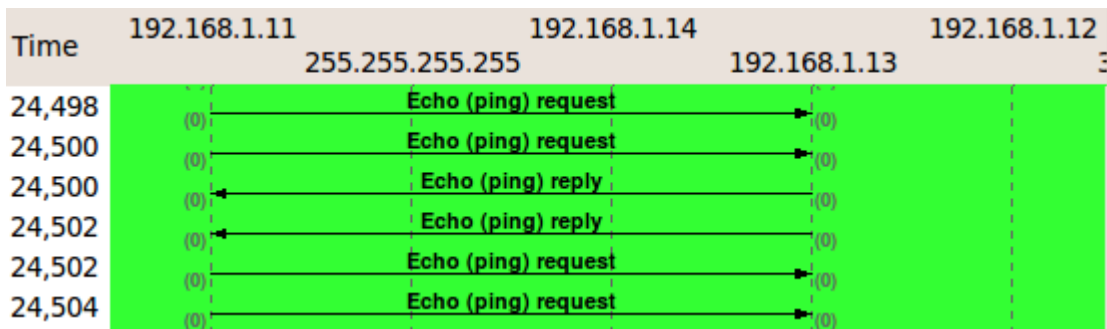 192.168.1.11 192.168.1.14 192.168.1.12
Time
255.255.255.255 192.168.1.13 3
24,498 (0) Echo (ping) request (0)
24,500 (0) Echo (ping) request (0)
24,500 (0) Echo (ping) reply (0)
24,502 (0) Echo (ping) reply (0)
24,502 (0) Echo (ping) request (0)
24,504 (0) Echo (ping) request (0)